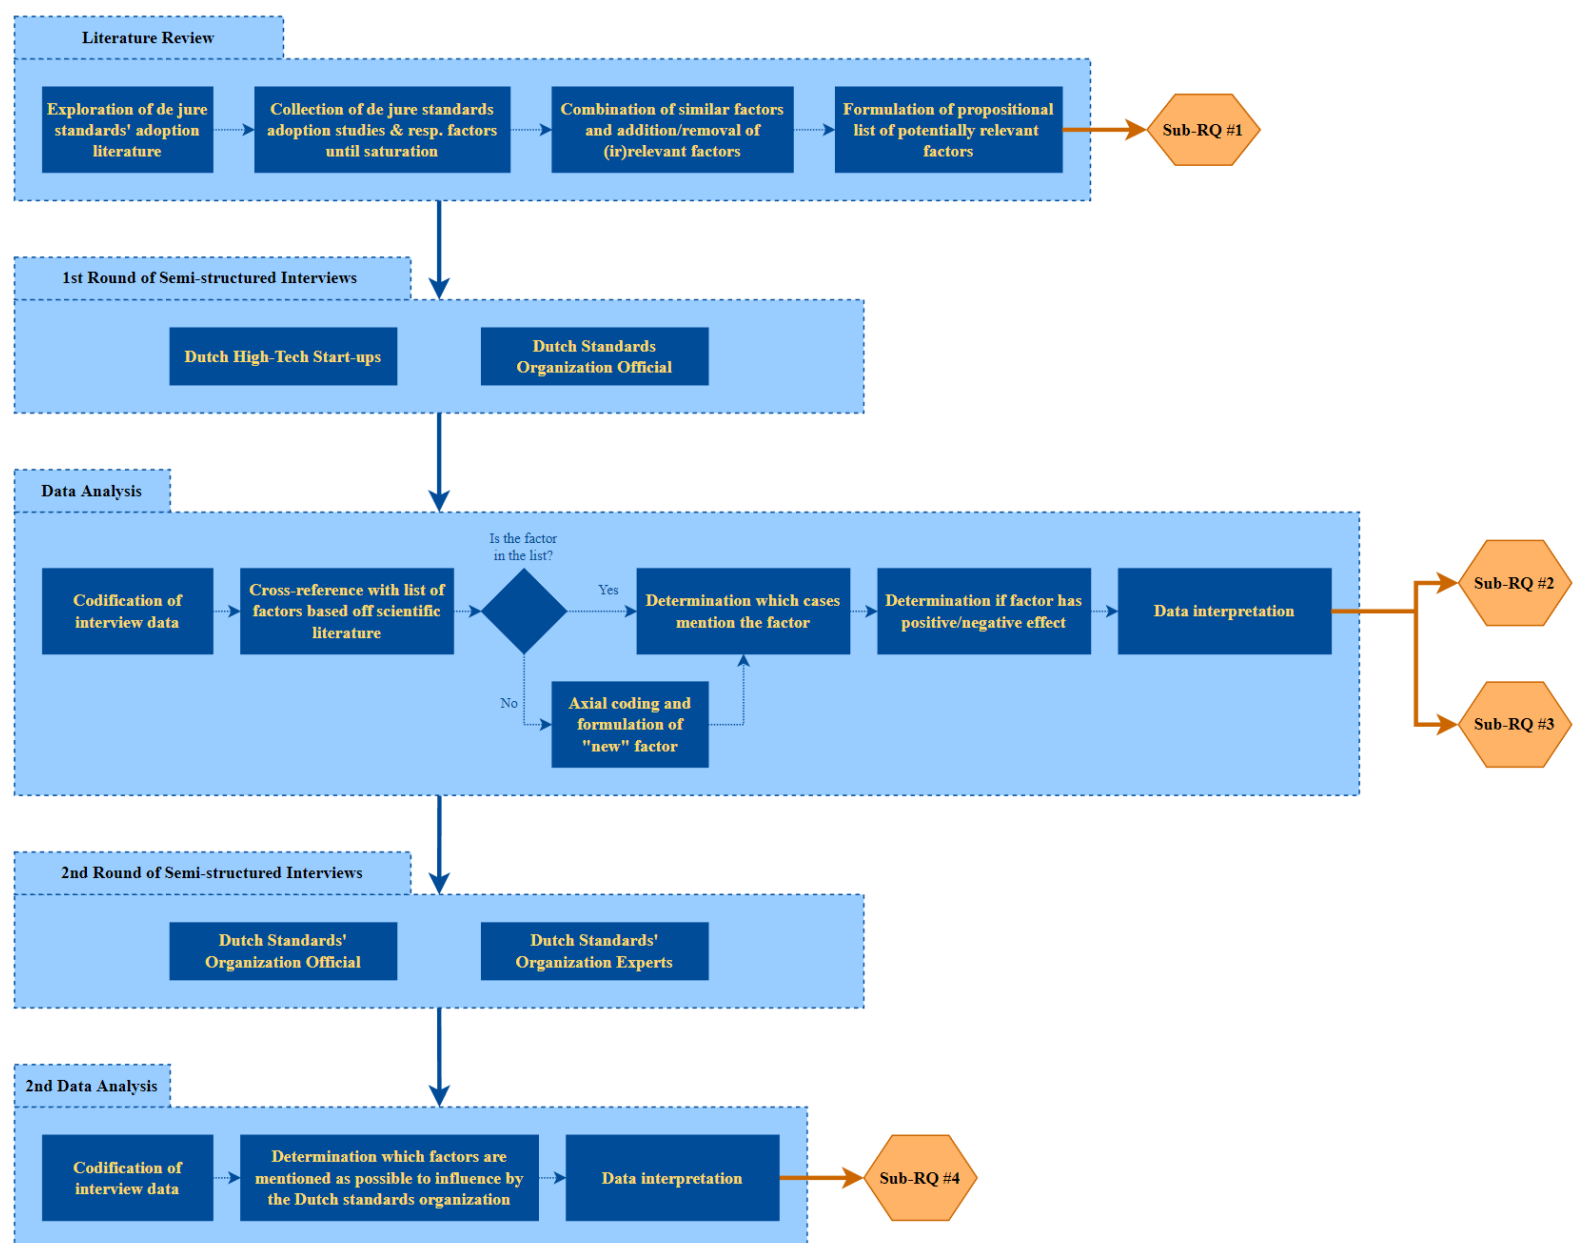 Literature Review
Exploration of de jure
standards' adoption
literature
Collection of de jure standards
adoption studies & resp. factors
until saturation
Combination of similar factors
and addition/removal of
(ir)relevant factors
Formulation of propositional
list of potentially relevant
factors
Sub-RQ #1
1st Round of Semi-structured Interviews
Dutch High-Tech Start-ups
Dutch Standards
Organization Official
Data Analysis
Codification of
interview data
Cross-reference with list of
factors based off scientific
literature
Is the factor
in the list?
Yes
No
Axial coding and
formulation of
"new" factor
Determination which cases
mention the factor
Determination if factor has
positive/negative effect
Data interpretation
Sub-RQ #2
Sub-RQ #3
2nd Round of Semi-structured Interviews
Dutch Standards'
Organization Official
Dutch Standards'
Organization Experts
2nd Data Analysis
Codification of
interview data
Determination which factors are
mentioned as possible to influence by
the Dutch standards organization
Data interpretation
Sub-RQ #4